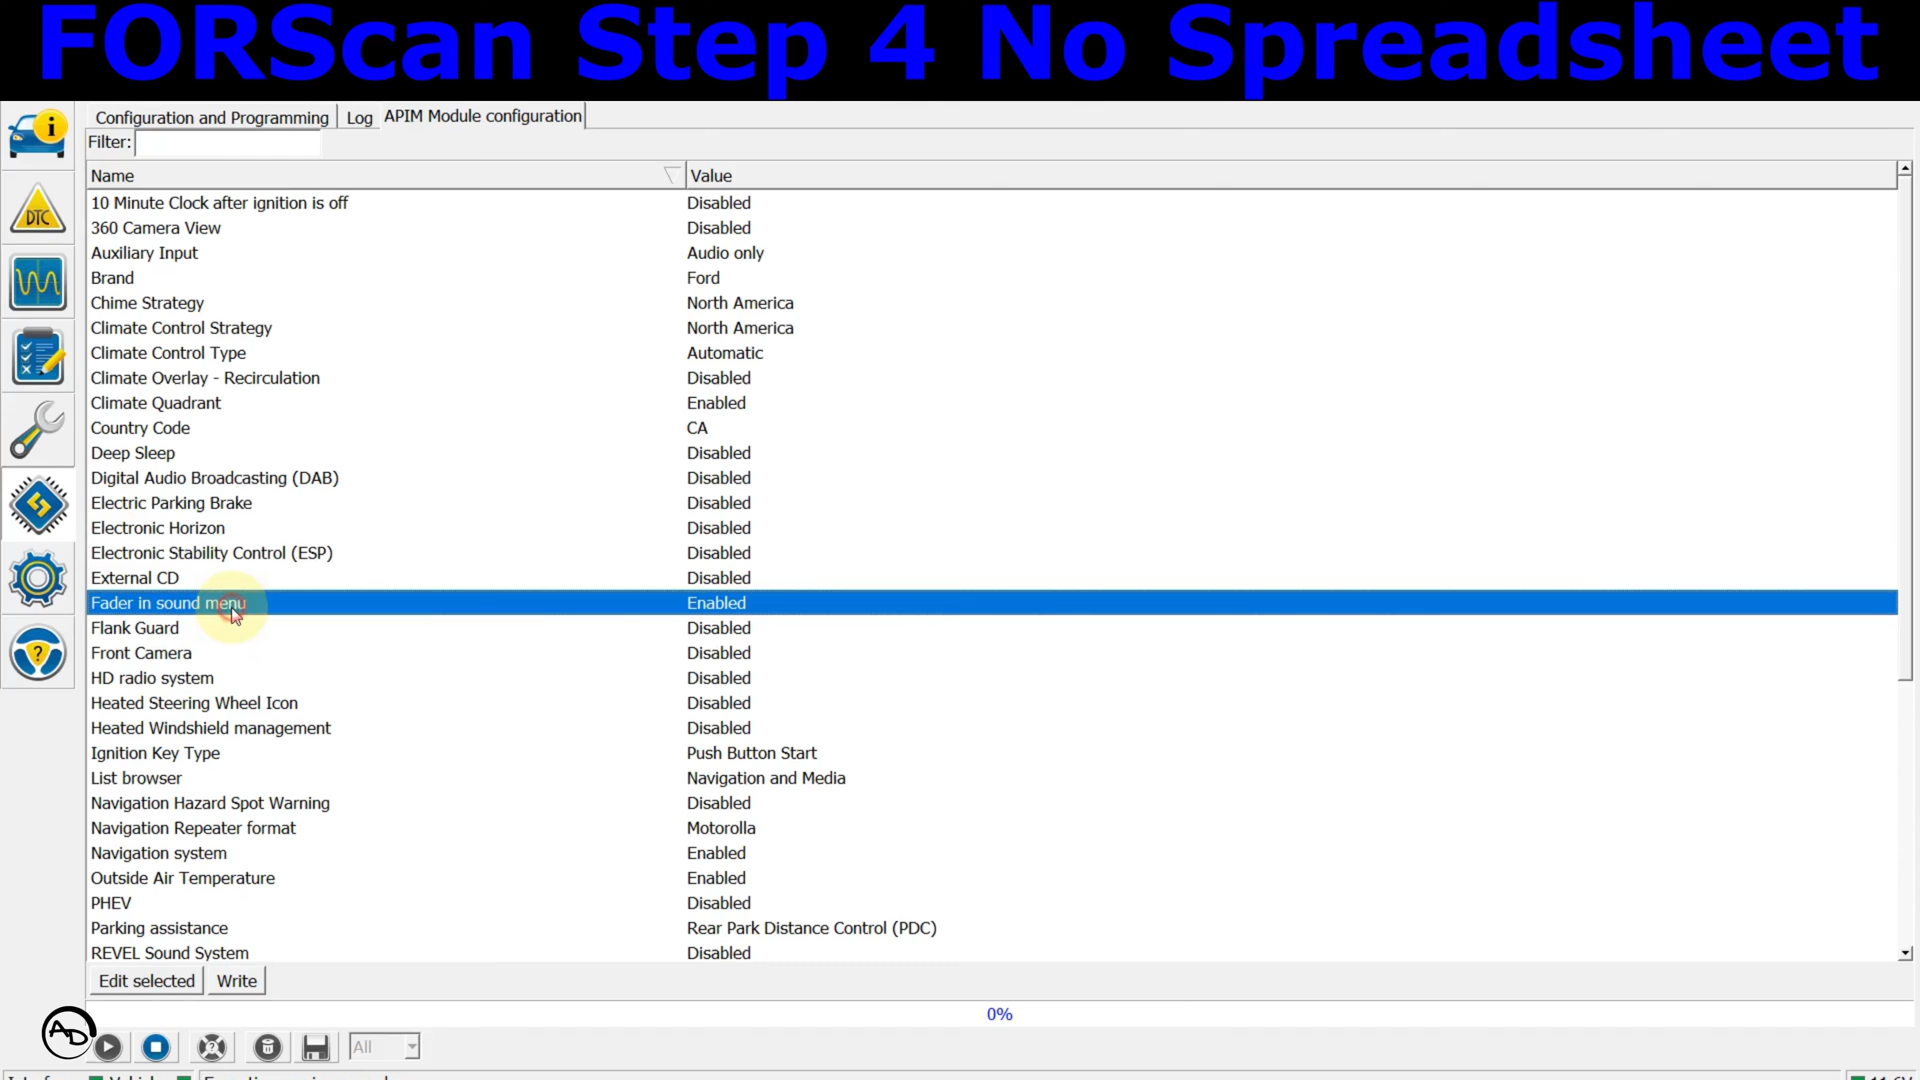 FORScan Step 4 No Spreadsheet
Configuration and Programming Log APIM Module configuration
Filter:
Name Value
10 Minute Clock after ignition is off Disabled
360 Camera View Disabled
Auxiliary Input Audio only
Brand Ford
Chime Strategy North America
Climate Control Strategy North America
Climate Control Type Automatic
Climate Overlay - Recirculation Disabled
Climate Quadrant Enabled
Country Code CA
Deep Sleep Disabled
Digital Audio Broadcasting (DAB) Disabled
Electric Parking Brake Disabled
Electronic Horizon Disabled
Electronic Stability Control (ESP) Disabled
External CD Disabled
Fader in sound menu Enabled
Flank Guard Disabled
Front Camera Disabled
HD radio system Disabled
Heated Steering Wheel Icon Disabled
Heated Windshield management Disabled
Ignition Key Type Push Button Start
List browser Navigation and Media
Navigation Hazard Spot Warning Disabled
Navigation Repeater format Motorolla
Navigation system Enabled
Outside Air Temperature Enabled
PHEV Disabled
Parking assistance Rear Park Distance Control (PDC)
REVEL Sound System Disabled
Edit selected Write
0%
AD
All
DTC